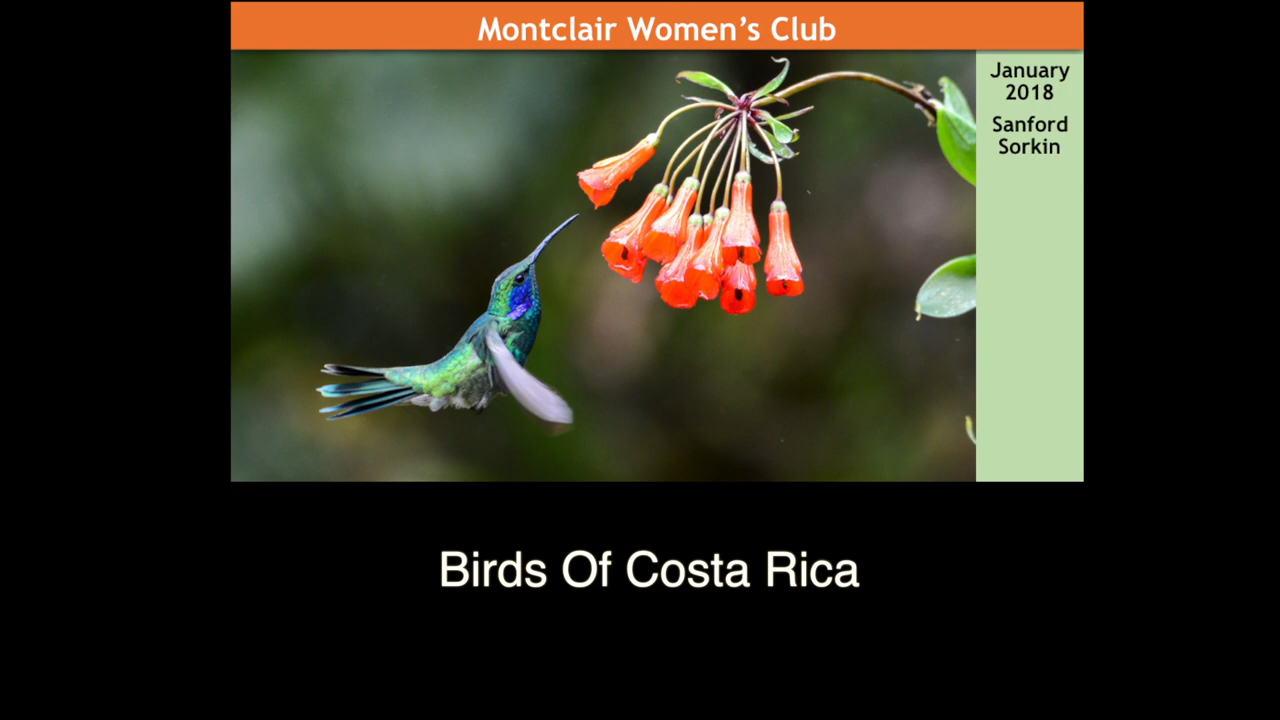 Montclair Women’s Club
January
2018
Sanford
Sorkin
Birds Of Costa Rica